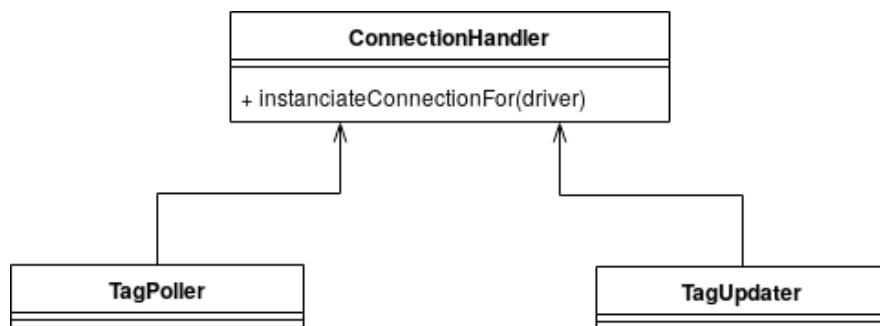 ConnectionHandler
+ instanciateConnectionFor(driver)
TagPoller
TagUpdater